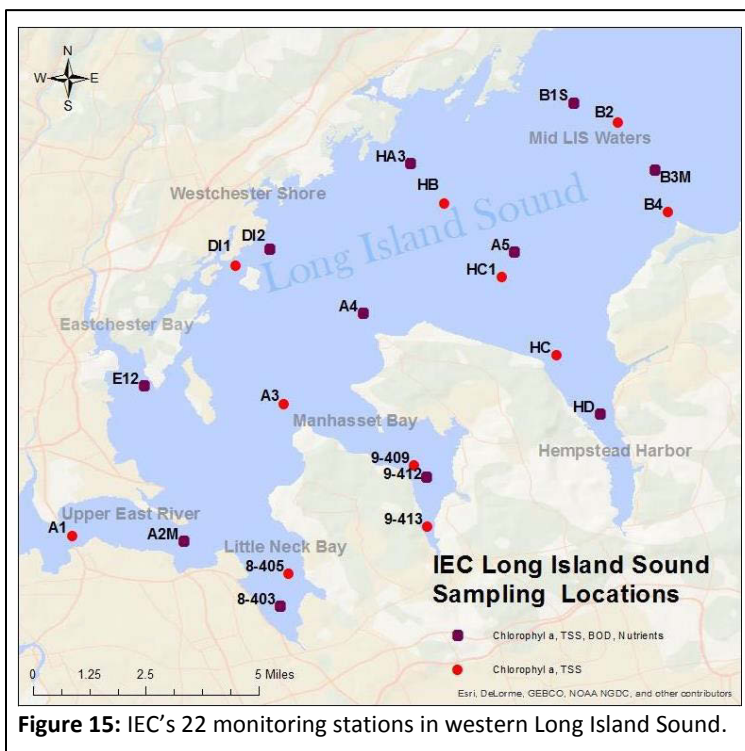 N
W E
S
B1S
B2
Mid LIS Waters
HA3
B3M
Westchester Shore
HB
B4
DI2
Long Island Sound
DI1
A5
HC1
A4
Eastchester Bay
HC
E12
A3
Manhasset Bay
HD
Hempstead Harbor
9-409
9-412
Upper East River
9-413
A1
A2M
Little Neck Bay
8-405
8-403
IEC Long Island Sound
Sampling Locations
Chlorophyl a, TSS, BOD, Nutrients
Chlorophyl a, TSS
0 1.25 2.5 5 Miles
Esri, DeLorme, GEBCO, NOAA NGDC, and other contributors
Figure 15: IEC's 22 monitoring stations in western Long Island Sound.